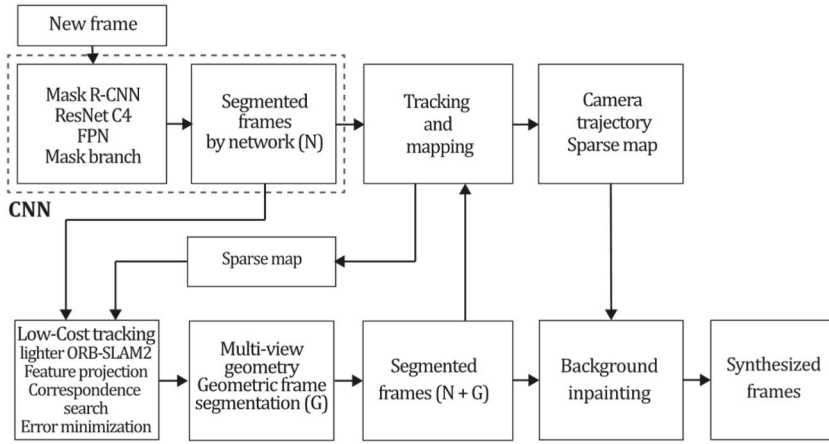 New frame
Mask R-CNN
ResNet C4
FPN
Mask branch
Segmented
frames
by network (N)
Tracking
and
mapping
Camera
trajectory
Sparse map
CNN
Sparse map
Low-Cost tracking
lighter ORB-SLAM2
Feature projection
Correspondence
search
Error minimization
Multi-view
geometry
Geometric frame
segmentation (G)
Segmented
frames (N + G)
Background
inpainting
Synthesized
frames